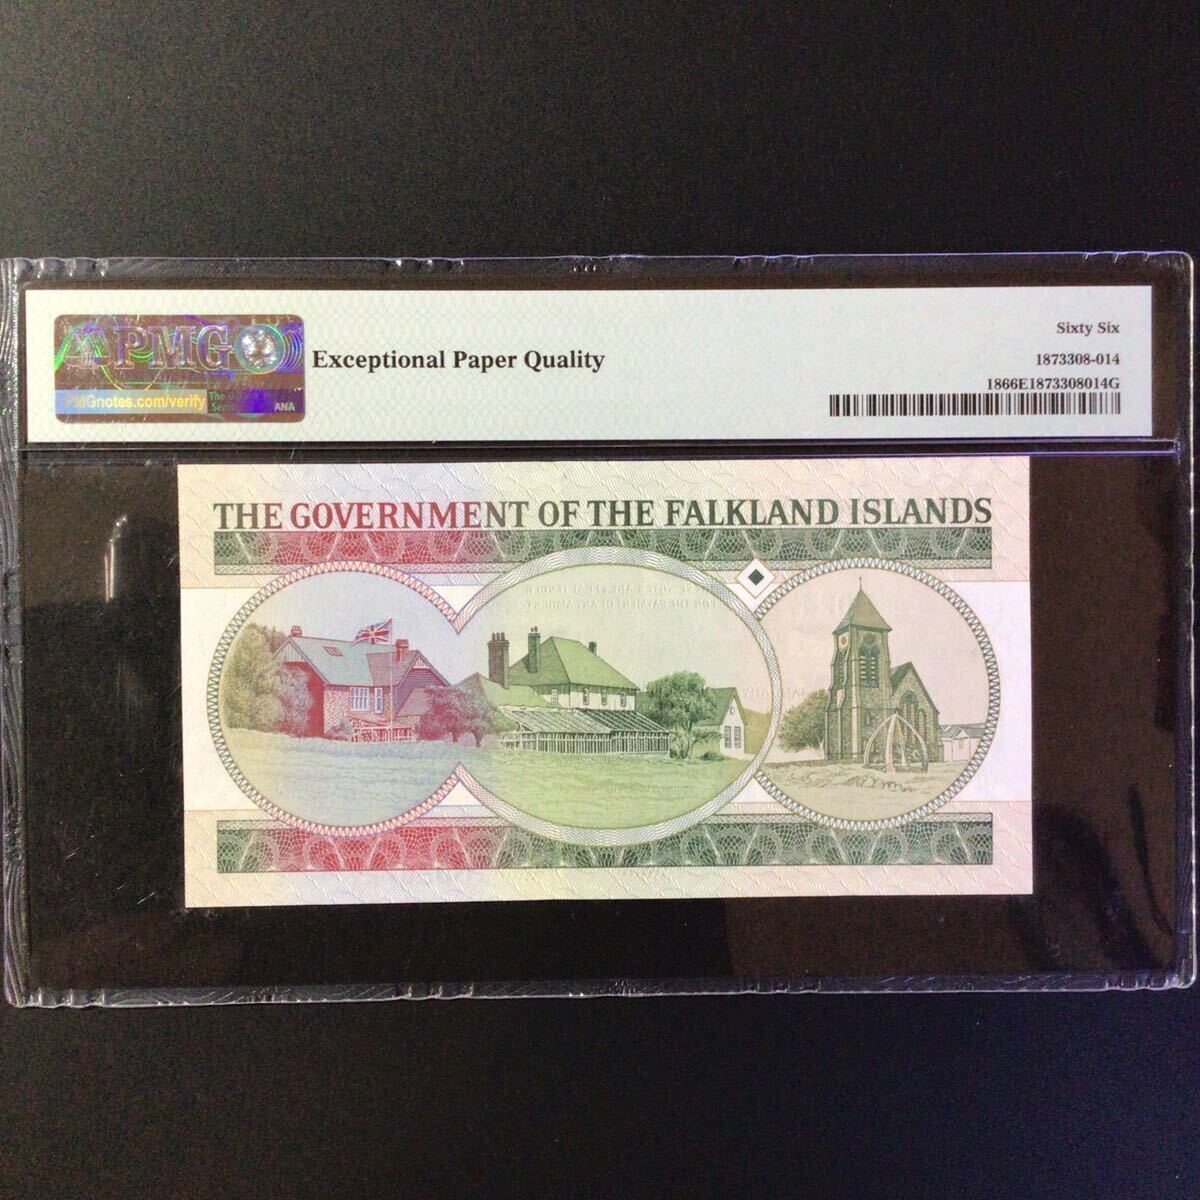 PMG
PMGnotes.com/verify
ANA
Exceptional Paper Quality
Sixty Six
1873308-014
1866E1873308014G
THE GOVERNMENT OF THE FALKLAND ISLANDS